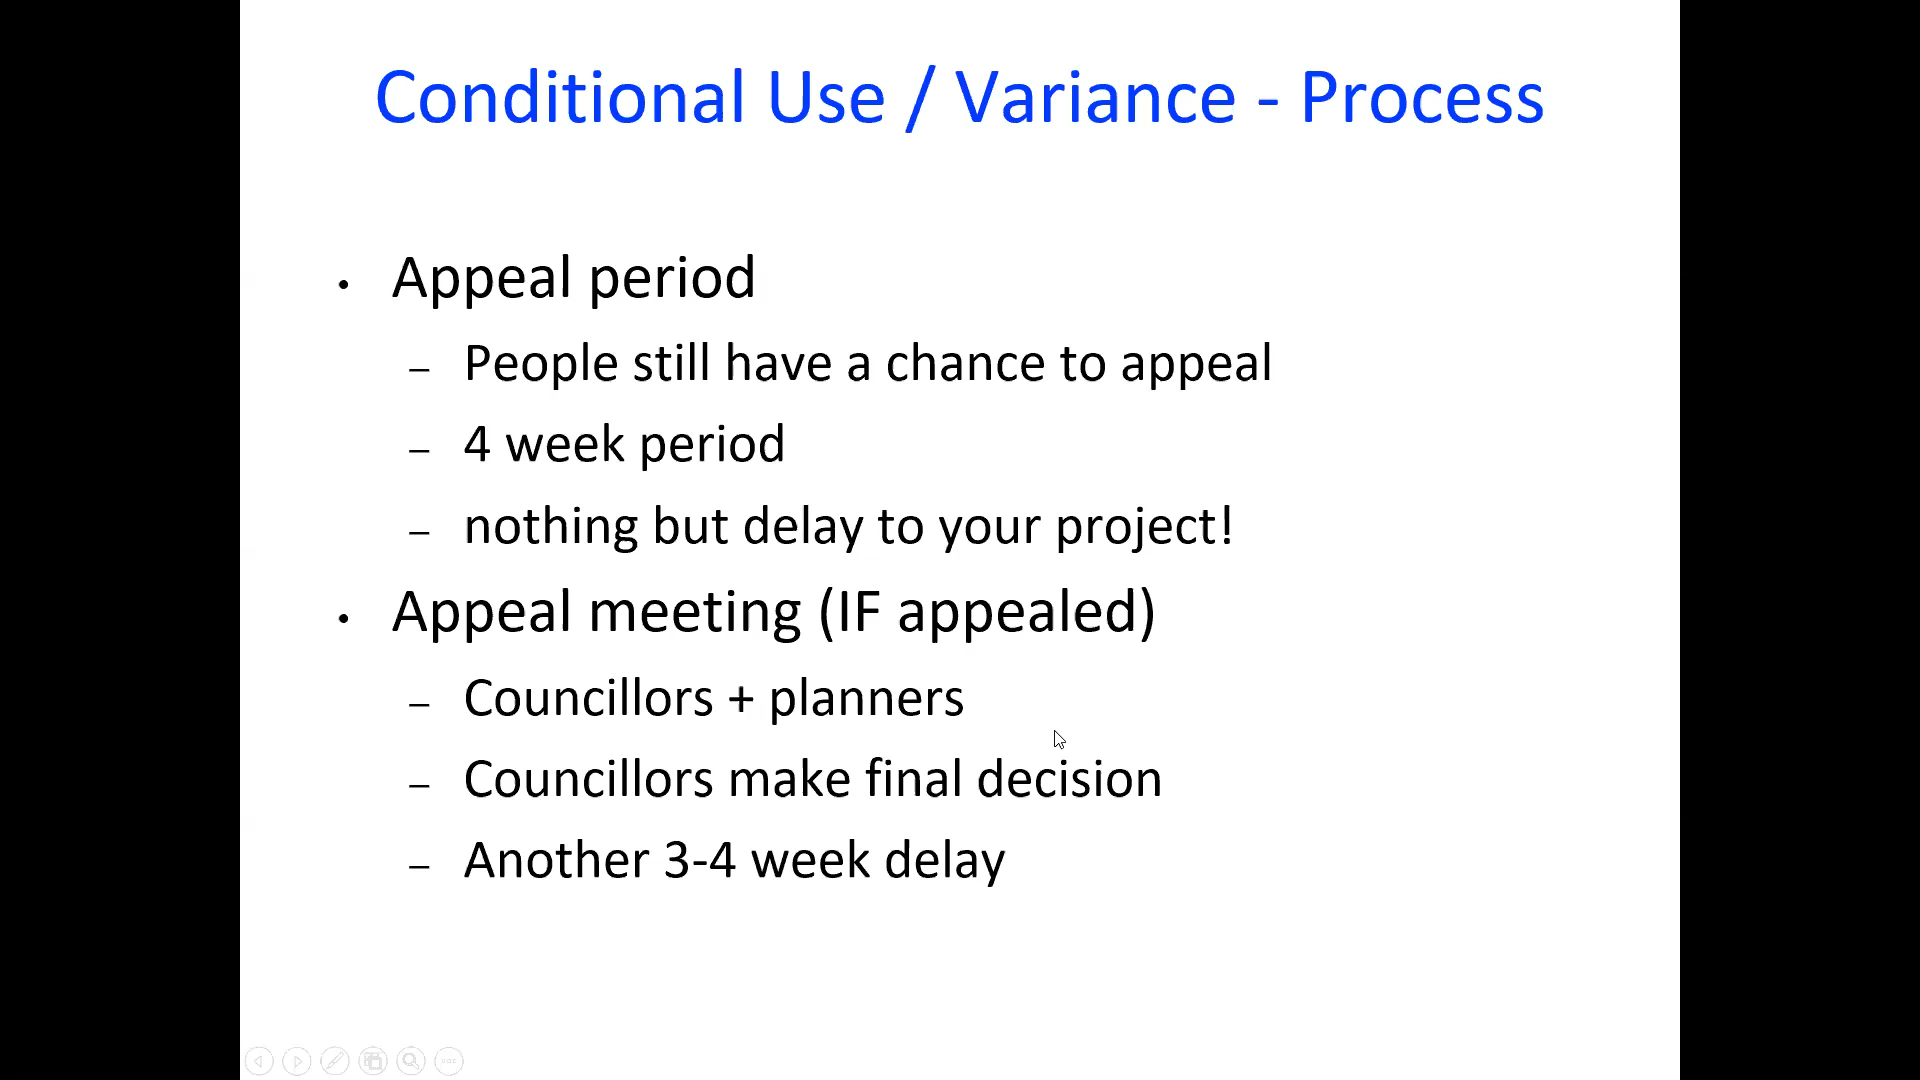 Conditional Use / Variance - Process
• Appeal period
– People still have a chance to appeal
– 4 week period
– nothing but delay to your project!
• Appeal meeting (IF appealed)
– Councillors + planners
– Councillors make final decision
– Another 3-4 week delay